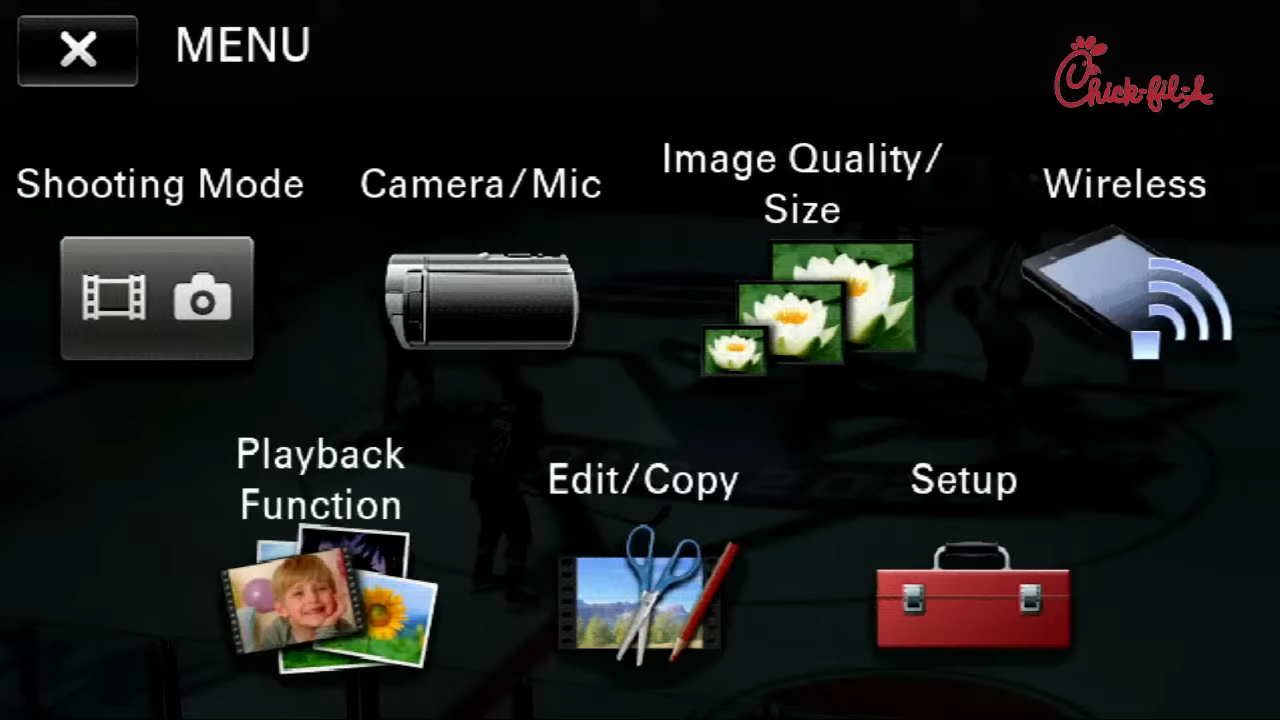 MENU
Chick-fil-A
Shooting Mode
Camera/Mic
Image Quality/
Size
Wireless
Playback
Function
Edit/Copy
Setup